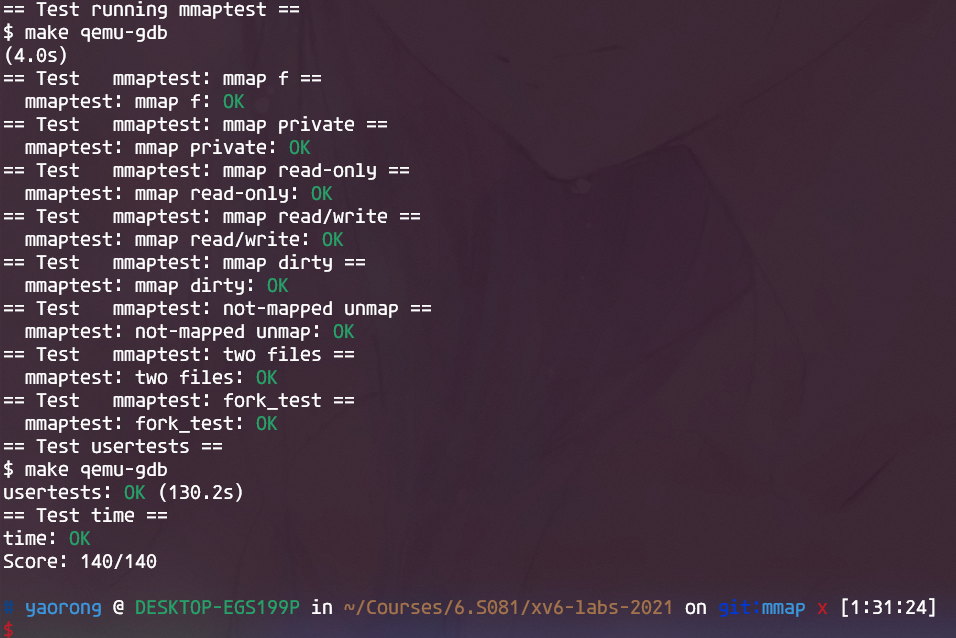 == Test running mmaptest ==
$ make qemu-gdb
(4.0s)
== Test   mmaptest: mmap f ==
  mmaptest: mmap f: OK
== Test   mmaptest: mmap private ==
  mmaptest: mmap private: OK
== Test   mmaptest: mmap read-only ==
  mmaptest: mmap read-only: OK
== Test   mmaptest: mmap read/write ==
  mmaptest: mmap read/write: OK
== Test   mmaptest: mmap dirty ==
  mmaptest: mmap dirty: OK
== Test   mmaptest: not-mapped unmap ==
  mmaptest: not-mapped unmap: OK
== Test   mmaptest: two files ==
  mmaptest: two files: OK
== Test   mmaptest: fork_test ==
  mmaptest: fork_test: OK
== Test usertests ==
$ make qemu-gdb
usertests: OK (130.2s)
== Test time ==
time: OK
Score: 140/140
# yaorong @ DESKTOP-EGS199P in ~/Courses/6.S081/xv6-labs-2021 on git:mmap x [1:31:24]
$